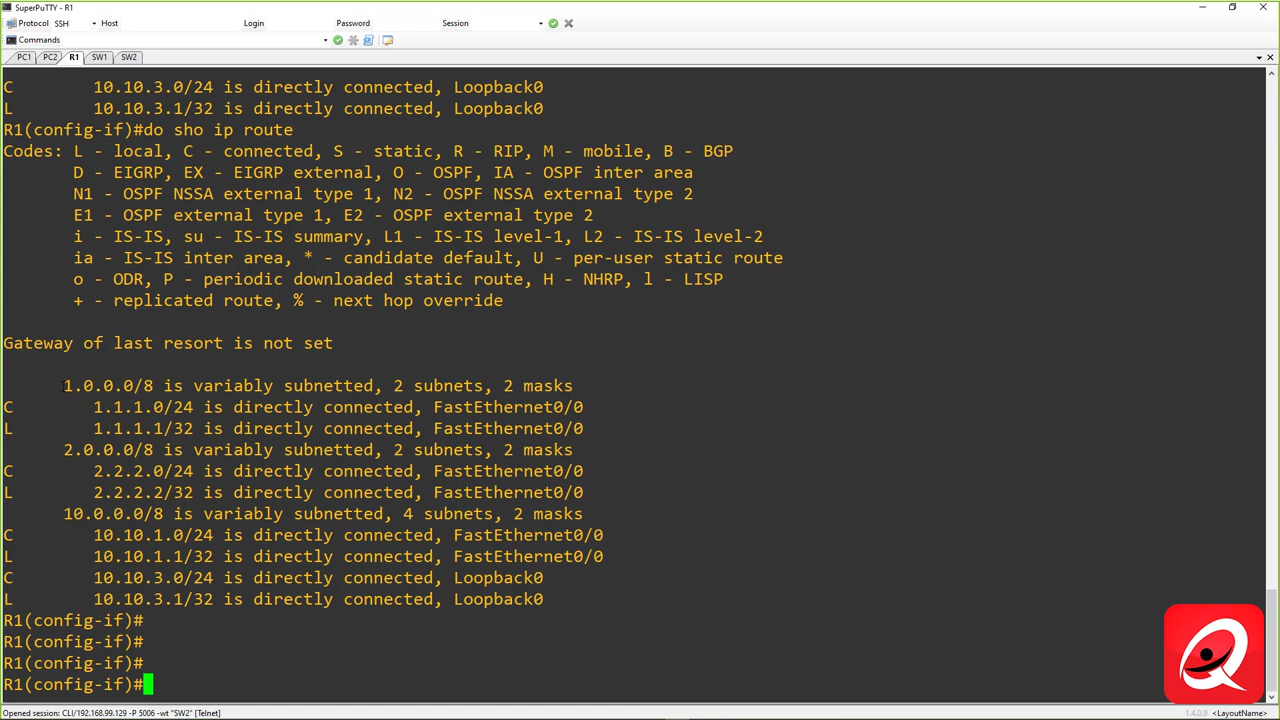 SuperPuTTY - R1
Protocol SSH Host Login Password Session
Commands
PC1 PC2 R1 SW1 SW2
C 10.10.3.0/24 is directly connected, Loopback0
L 10.10.3.1/32 is directly connected, Loopback0
R1(config-if)#do sho ip route
Codes: L - local, C - connected, S - static, R - RIP, M - mobile, B - BGP
D - EIGRP, EX - EIGRP external, O - OSPF, IA - OSPF inter area
N1 - OSPF NSSA external type 1, N2 - OSPF NSSA external type 2
E1 - OSPF external type 1, E2 - OSPF external type 2
i - IS-IS, su - IS-IS summary, L1 - IS-IS level-1, L2 - IS-IS level-2
ia - IS-IS inter area, * - candidate default, U - per-user static route
o - ODR, P - periodic downloaded static route, H - NHRP, l - LISP
+ - replicated route, % - next hop override
Gateway of last resort is not set
1.0.0.0/8 is variably subnetted, 2 subnets, 2 masks
C 1.1.1.0/24 is directly connected, FastEthernet0/0
L 1.1.1.1/32 is directly connected, FastEthernet0/0
2.0.0.0/8 is variably subnetted, 2 subnets, 2 masks
C 2.2.2.0/24 is directly connected, FastEthernet0/0
L 2.2.2.2/32 is directly connected, FastEthernet0/0
10.0.0.0/8 is variably subnetted, 4 subnets, 2 masks
C 10.10.1.0/24 is directly connected, FastEthernet0/0
L 10.10.1.1/32 is directly connected, FastEthernet0/0
C 10.10.3.0/24 is directly connected, Loopback0
L 10.10.3.1/32 is directly connected, Loopback0
R1(config-if)#
R1(config-if)#
R1(config-if)#
R1(config-if)#
Opened session: CLI/192.168.99.129 -P 5006 -wt "SW2" [Telnet] 1.4.0.9 <LayoutName>